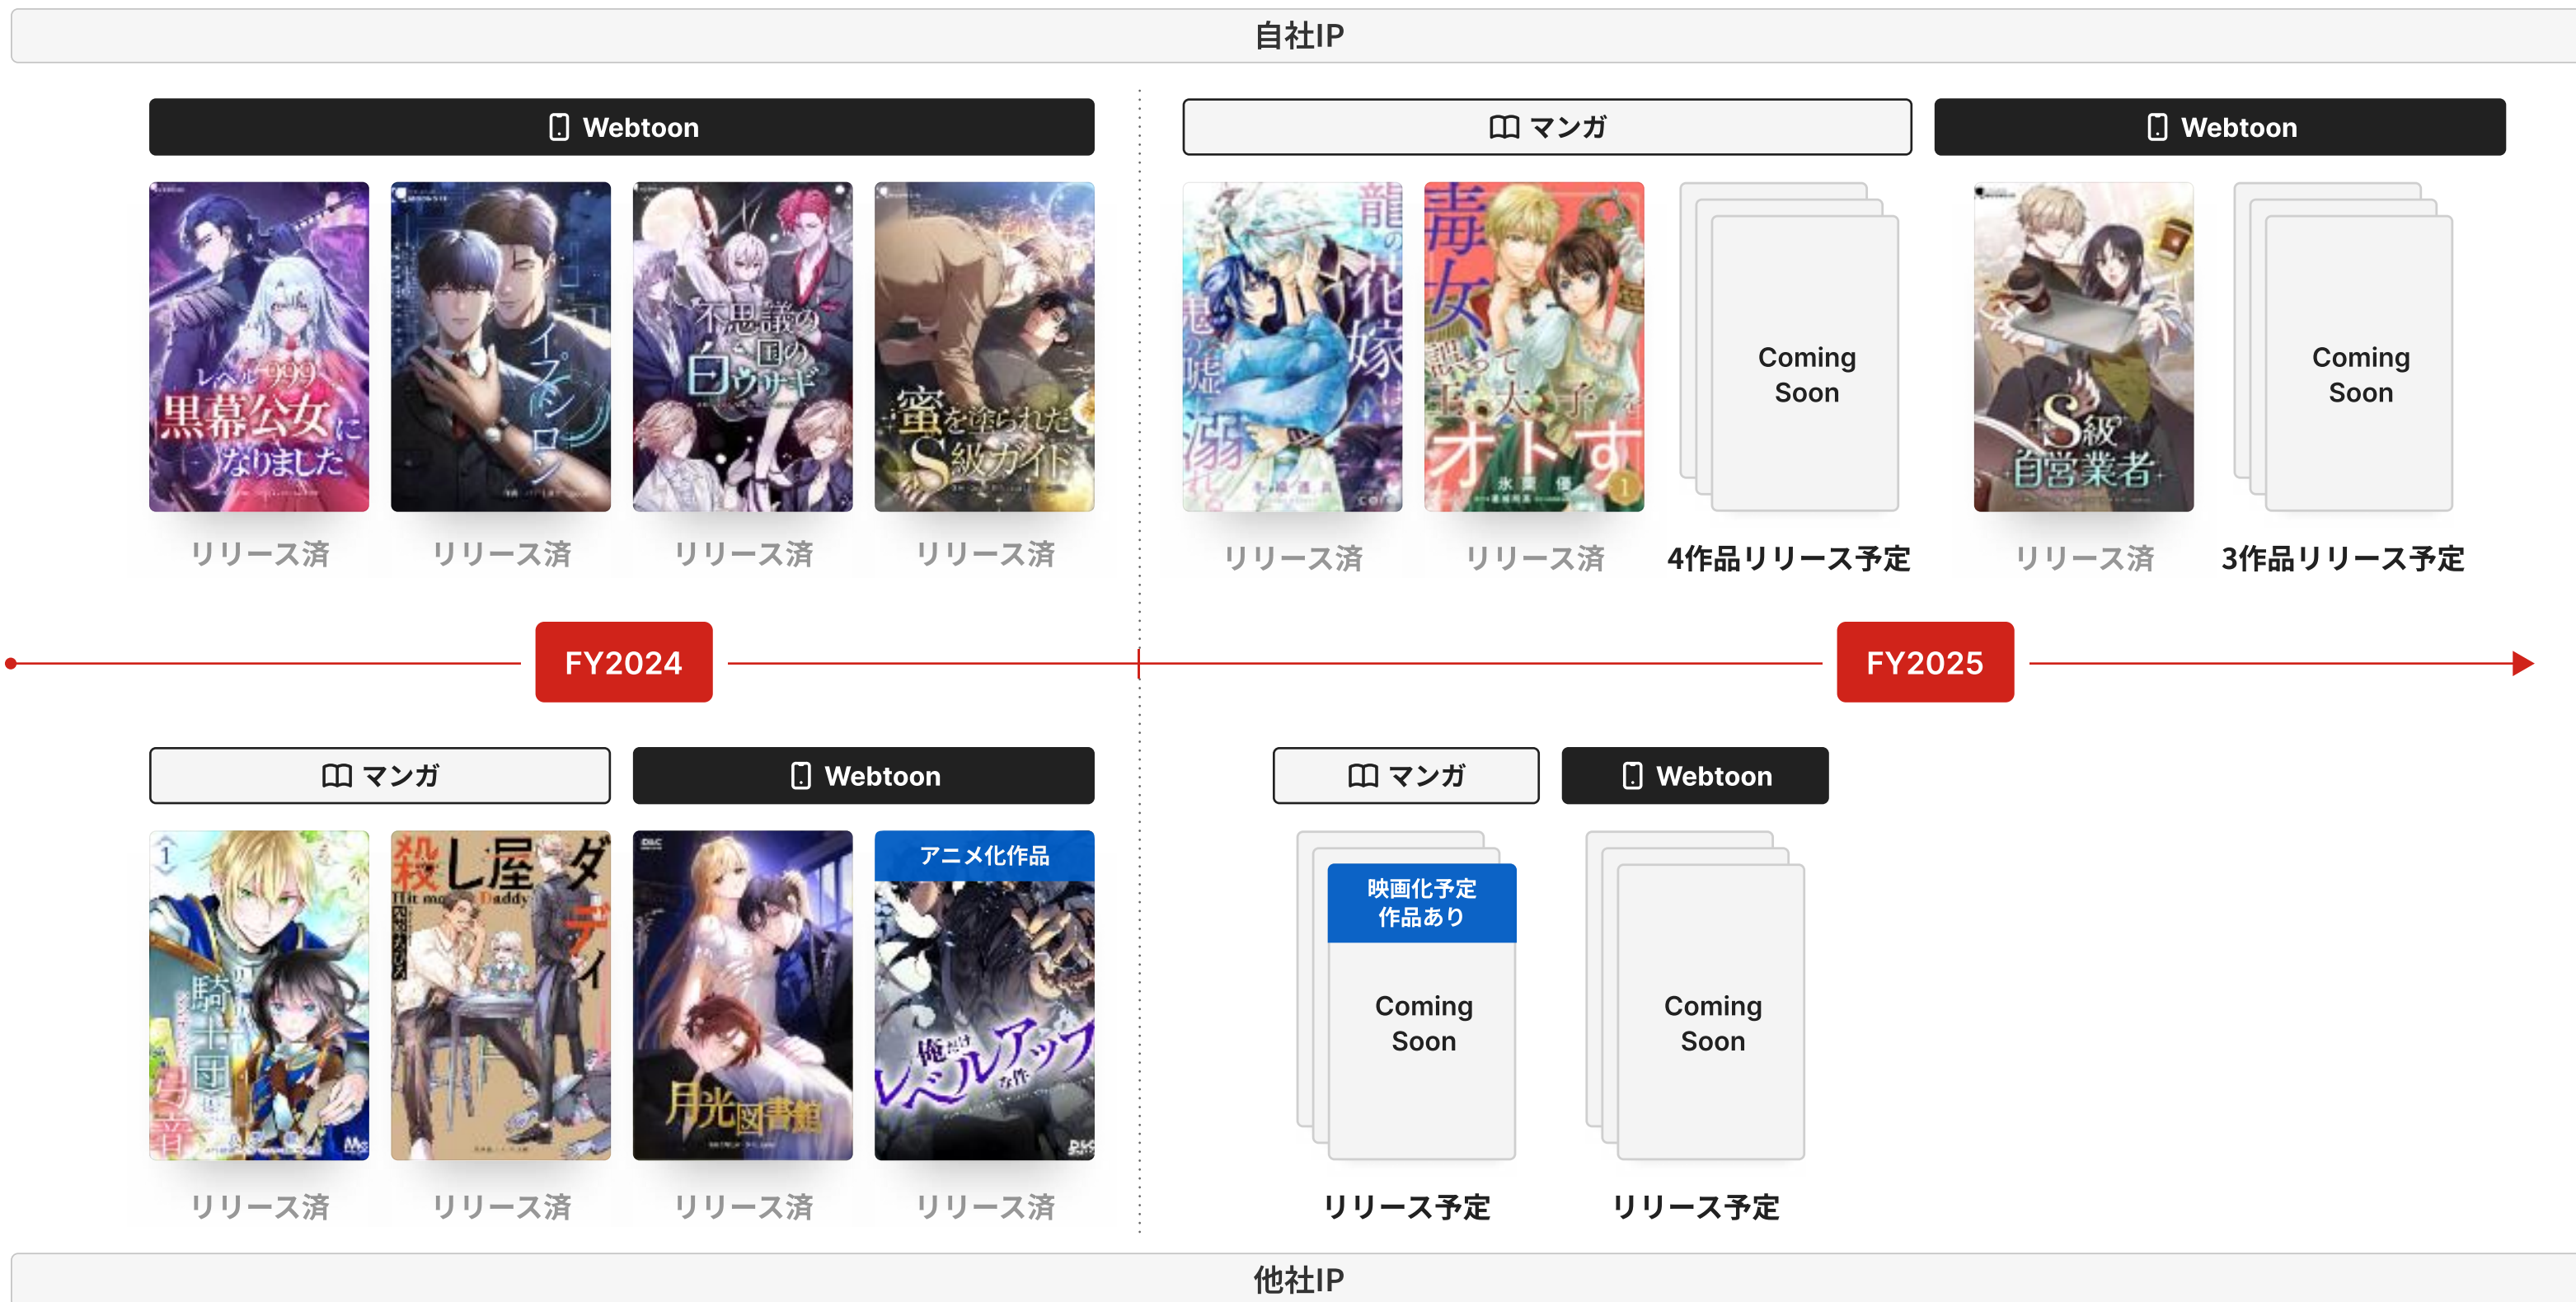 自社IP
Webtoon
マンガ
Webtoon
レベル999
黒幕公女に
なりました
イプシロン
不思議の
国の
白ウサギ
蜜を塗られた
S級ガイド
龍の花嫁は
鬼の嘘
溺れる
毒女、
誤って
王太子を
オトす
氷栗優
1
Coming
Soon
S級
自営業者
Coming
Soon
リリース済
リリース済
リリース済
リリース済
リリース済
リリース済
4作品リリース予定
リリース済
3作品リリース予定
FY2024
FY2025
マンガ
Webtoon
マンガ
Webtoon
1
騎士団
殺し屋
ダディ
Daddy
D&C
月光図書館
アニメ化作品
俺だけ
レベルアップ
な件
映画化予定
作品あり
Coming
Soon
Coming
Soon
リリース済
リリース済
リリース済
リリース済
リリース予定
リリース予定
他社IP